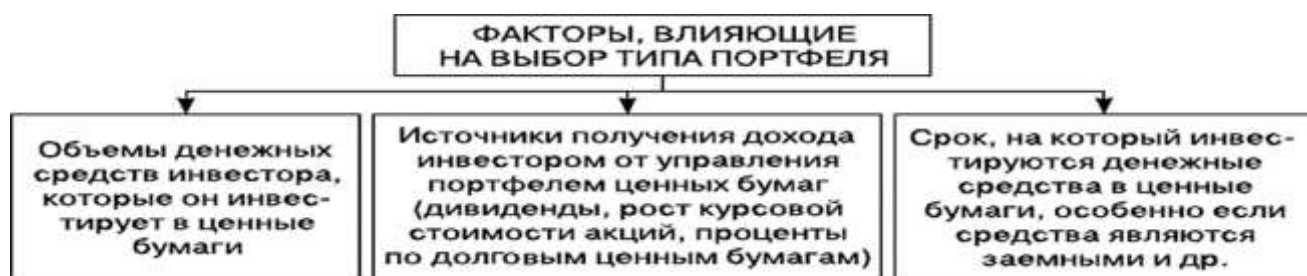 ФАКТОРЫ, ВЛИЯЮЩИЕ
НА ВЫБОР ТИПА ПОРТФЕЛЯ
Объемы денежных
средств инвестора,
которые он инвес-
тирует в ценные
бумаги
Источники получения дохода
инвестором от управления
портфелем ценных бумаг
(дивиденды, рост курсовой
стоимости акций, проценты
по долговым ценным бумагам)
Срок, на который инвес-
тируются денежные
средства в ценные
бумаги, особенно если
средства являются
заемными и др.